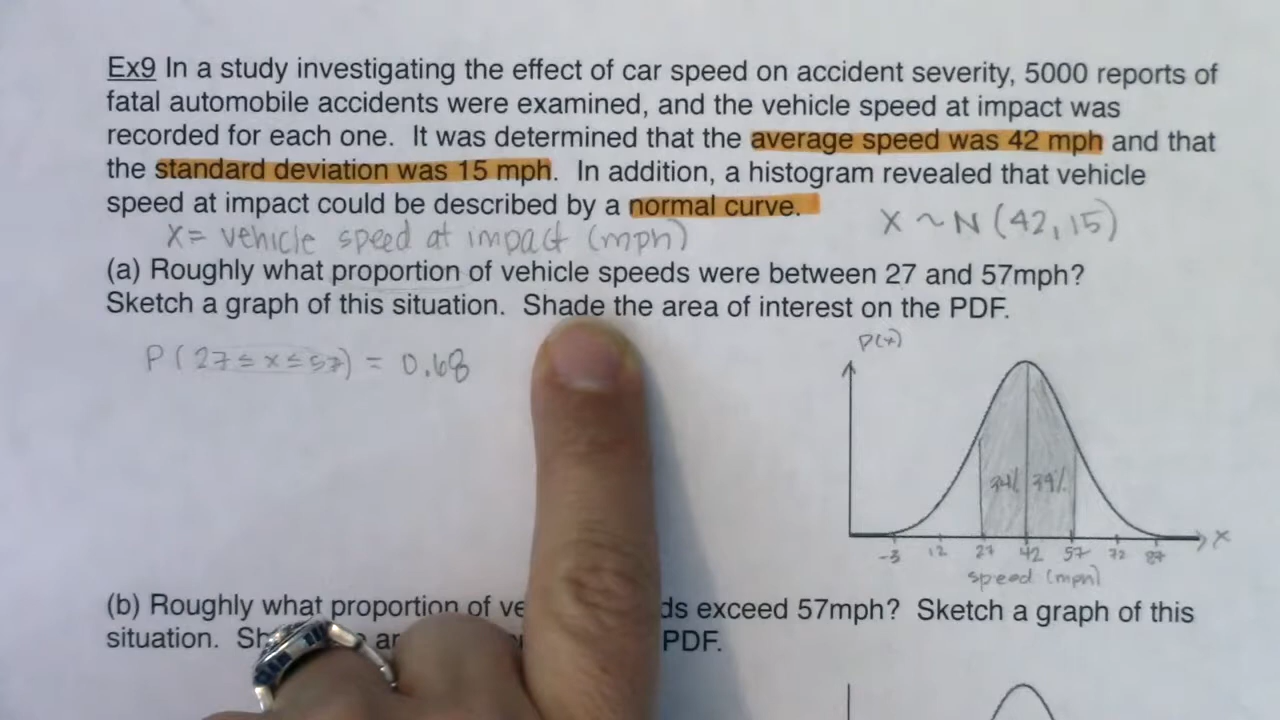 Ex9 In a study investigating the effect of car speed on accident severity, 5000 reports of
fatal automobile accidents were examined, and the vehicle speed at impact was
recorded for each one. It was determined that the average speed was 42 mph and that
the standard deviation was 15 mph. In addition, a histogram revealed that vehicle
speed at impact could be described by a normal curve.
X ~ N (42,15)
X = vehicle speed at impact (mph)
(a) Roughly what proportion of vehicle speeds were between 27 and 57mph?
Sketch a graph of this situation. Shade the area of interest on the PDF.
P(x)
P(27 ≤ x ≤ 57) = 0.68
34% 34%
-3 12 27 42 57 72 87 X
speed (mph)
(b) Roughly what proportion of exceed 57mph? Sketch a graph of this
situation. PDF.